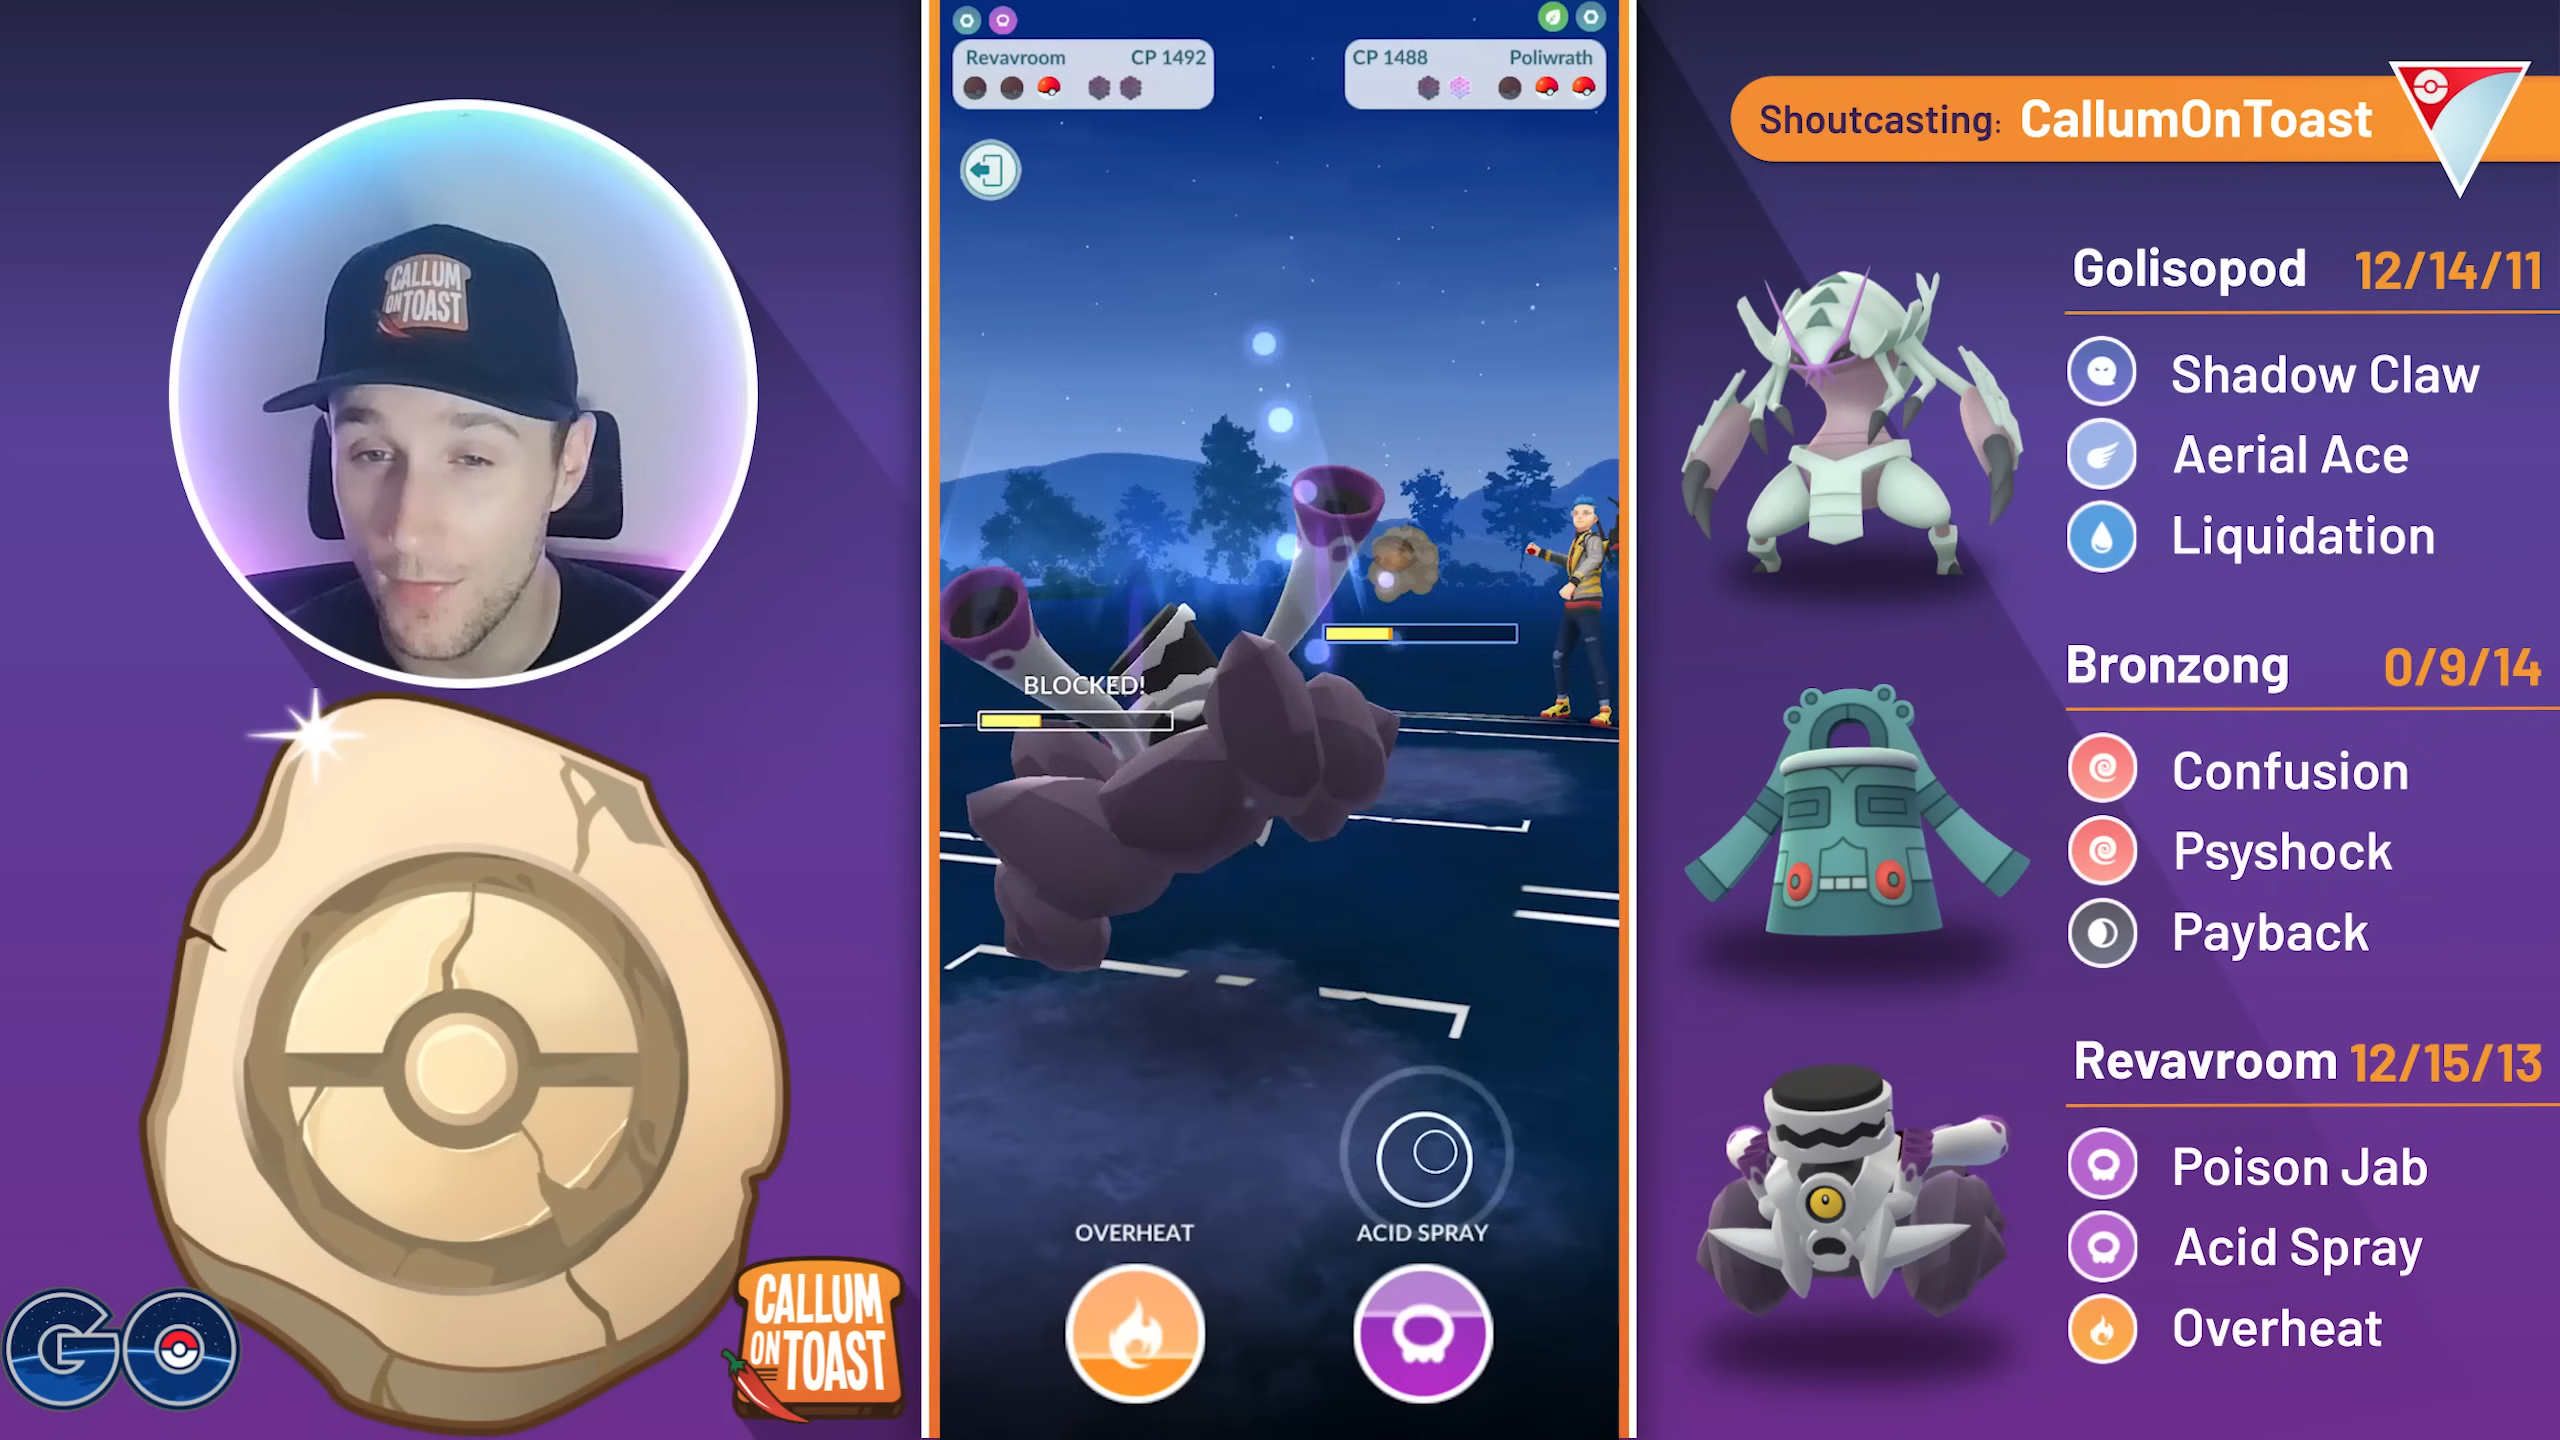 CALLUM
ON
TOAST
Revavroom CP 1492
CP 1488 Poliwrath
BLOCKED!
OVERHEAT
ACID SPRAY
Shoutcasting: CallumOnToast
Golisopod 12/14/11
Shadow Claw
Aerial Ace
Liquidation
Bronzong 0/9/14
Confusion
Psyshock
Payback
Revavroom 12/15/13
Poison Jab
Acid Spray
Overheat
GO
CALLUM
ON TOAST